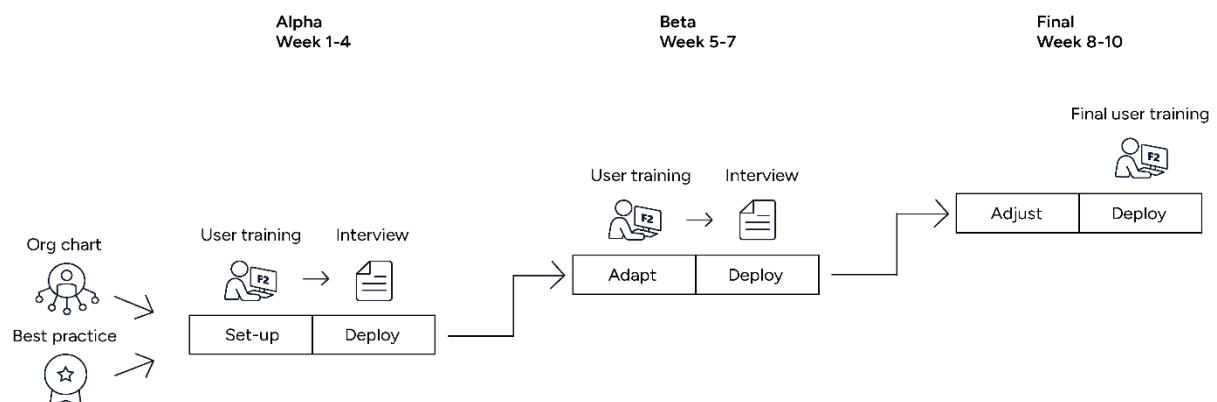 Alpha
Week 1-4
Beta
Week 5-7
Final
Week 8-10
Final user training
F2
Adjust
Deploy
User training
Interview
F2
Adapt
Deploy
User training
Interview
F2
Set-up
Deploy
Org chart
Best practice